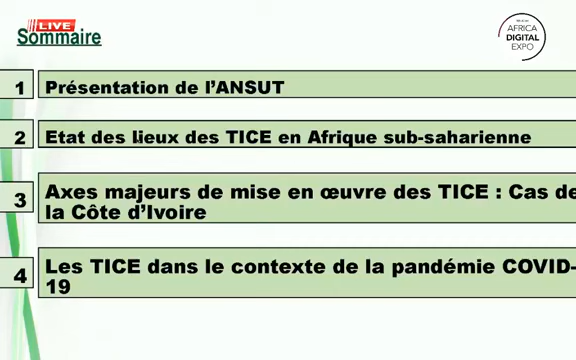 LIVE
Sommaire
AFRICA
DIGITAL
EXPO
1 Présentation de l'ANSUT
2 Etat des lieux des TICE en Afrique sub-saharienne
3 Axes majeurs de mise en œuvre des TICE : Cas de
la Côte d'Ivoire
4 Les TICE dans le contexte de la pandémie COVID-
19